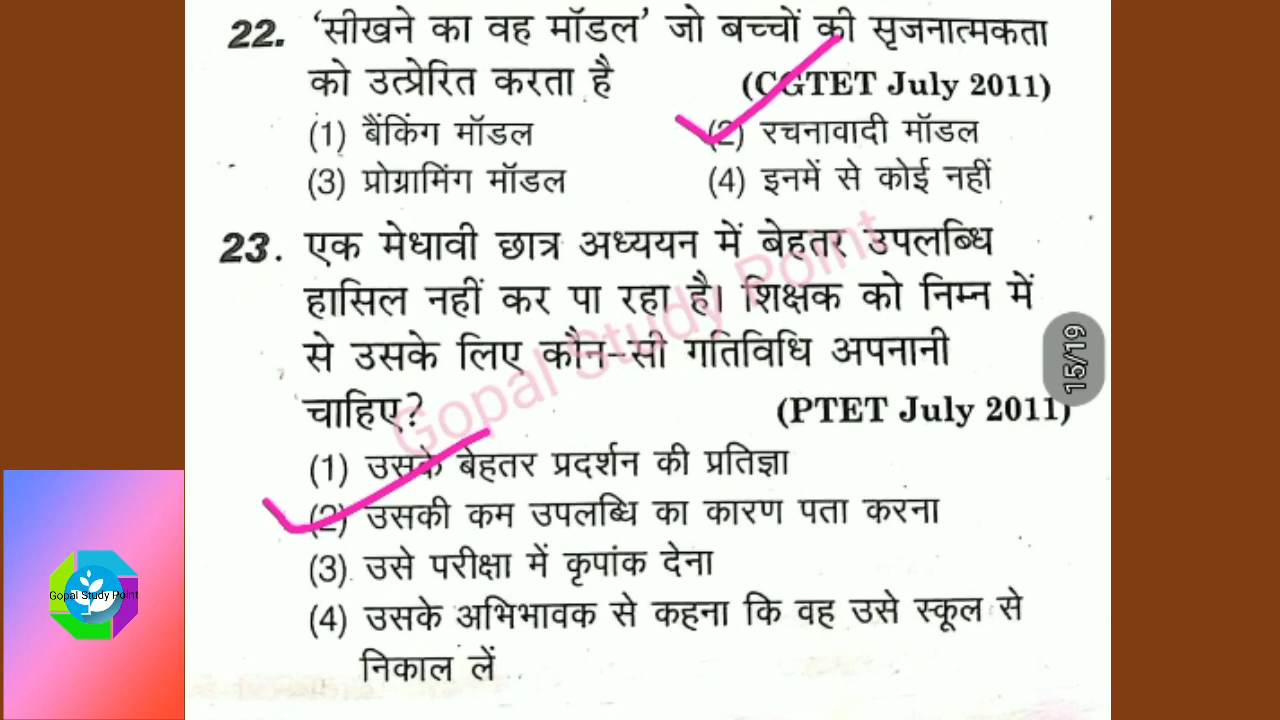 22. ‘सीखने का वह मॉडल’ जो बच्चों की सृजनात्मकता
को उत्प्रेरित करता है (CGTET July 2011)
(1) बैंकिंग मॉडल (2) रचनावादी मॉडल
(3) प्रोग्रामिंग मॉडल (4) इनमें से कोई नहीं
23. एक मेधावी छात्र अध्ययन में बेहतर उपलब्धि
हासिल नहीं कर पा रहा है। शिक्षक को निम्न में
से उसके लिए कौन-सी गतिविधि अपनानी
चाहिए? (PTET July 2011)
(1) उसके बेहतर प्रदर्शन की प्रतिज्ञा
(2) उसकी कम उपलब्धि का कारण पता करना
(3) उसे परीक्षा में कृपांक देना
(4) उसके अभिभावक से कहना कि वह उसे स्कूल से
निकाल लें
Gopal Study Point
15/19
Gopal Study Point